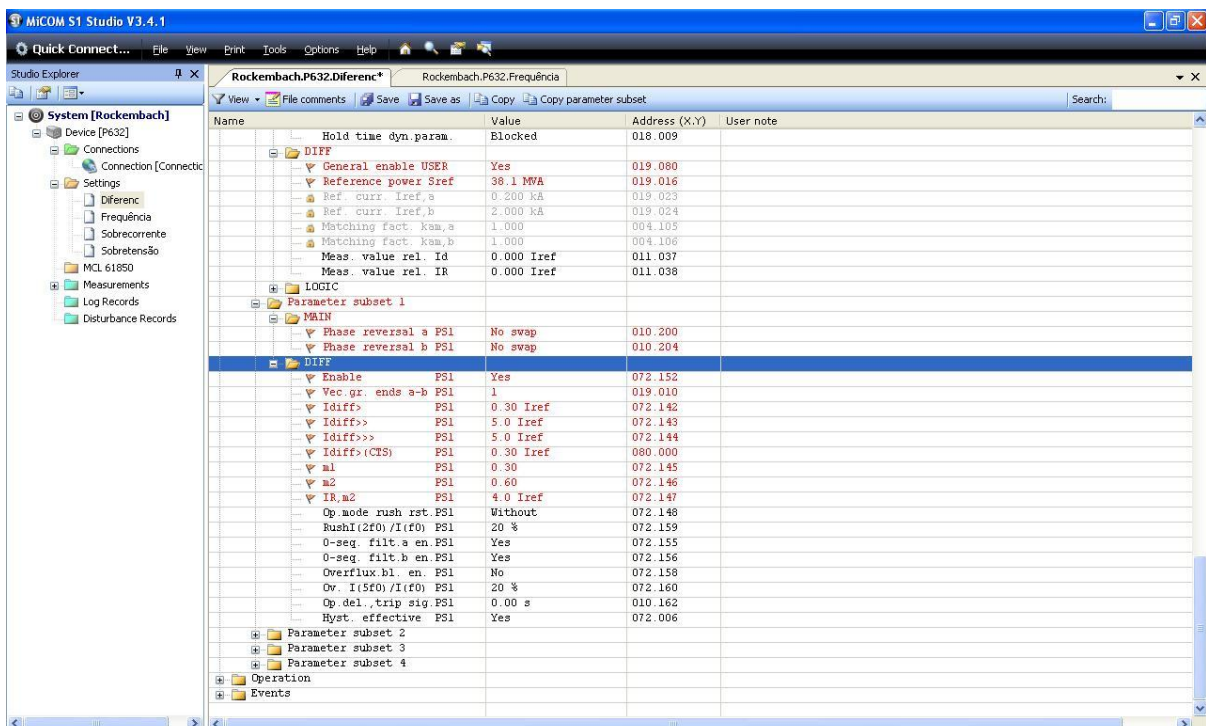 MiCOM S1 Studio V3.4.1
Quick Connect... File View Print Tools Options Help
Studio Explorer
System [Rockembach]
Device [P632]
Connections
Connection [Connectic
Settings
Diferenc
Frequência
Sobrecorrente
Sobretensão
MCL 61850
Measurements
Log Records
Disturbance Records
Rockembach.P632.Diferenc* Rockembach.P632.Frequência
View File comments Save Save as Copy Copy parameter subset Search:
Name Value Address (X.Y) User note
Hold time dyn.param. Blocked 018.009
DIFF
General enable USER Yes 019.080
Reference power Sref 38.1 MVA 019.016
Ref. curr. Iref,a 0.200 kA 019.023
Ref. curr. Iref,b 2.000 kA 019.024
Matching fact. kam,a 1.000 004.105
Matching fact. kam,b 1.000 004.106
Meas. value rel. Id 0.000 Iref 011.037
Meas. value rel. IR 0.000 Iref 011.038
LOGIC
Parameter subset 1
MAIN
Phase reversal a PS1 No swap 010.200
Phase reversal b PS1 No swap 010.204
DIFF
Enable PS1 Yes 072.152
Vec.gr. ends a-b PS1 1 019.010
Idiff> PS1 0.30 Iref 072.142
Idiff>> PS1 5.0 Iref 072.143
Idiff>>> PS1 5.0 Iref 072.144
Idiff>(CTS) PS1 0.30 Iref 080.000
m1 PS1 0.30 072.145
m2 PS1 0.60 072.146
IR,m2 PS1 4.0 Iref 072.147
Op.mode rush rst.PS1 Without 072.148
RushI(2f0)/I(f0) PS1 20 % 072.159
0-seq. filt.a en.PS1 Yes 072.155
0-seq. filt.b en.PS1 Yes 072.156
Overflux.bl. en. PS1 No 072.158
Ov. I(5f0)/I(f0) PS1 20 % 072.160
Op.del.,trip sig.PS1 0.00 s 010.162
Hyst. effective PS1 Yes 072.006
Parameter subset 2
Parameter subset 3
Parameter subset 4
Operation
Events